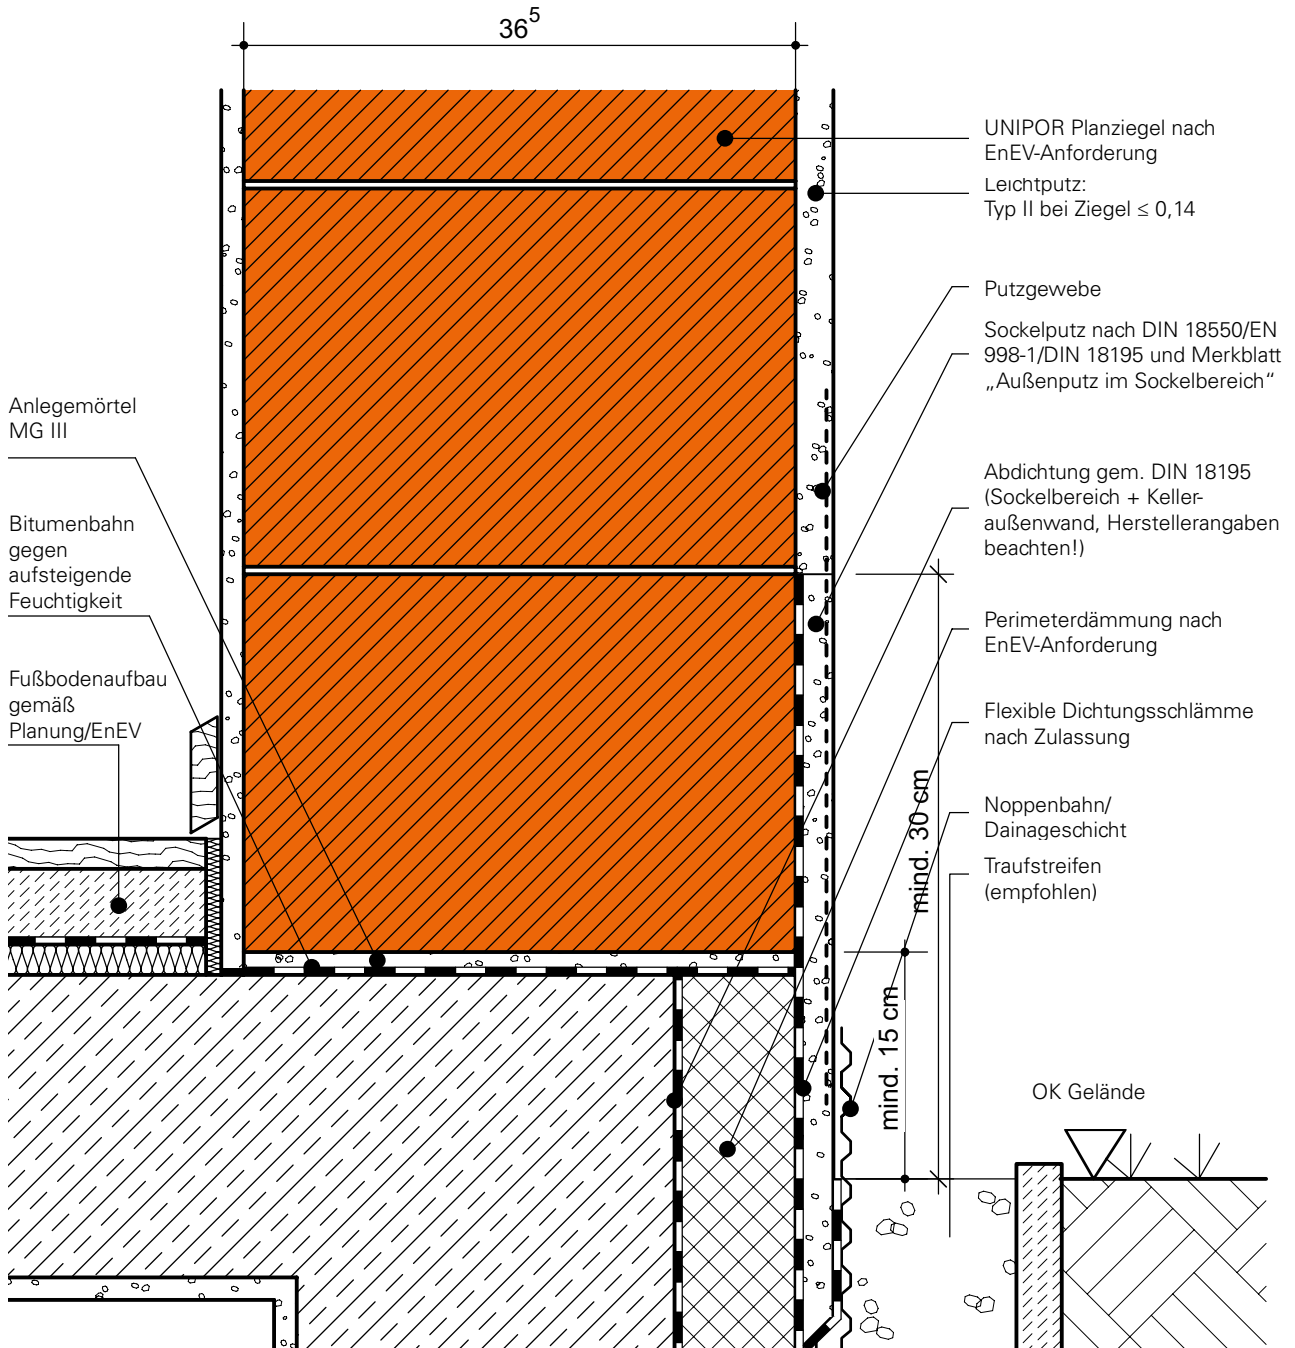 36⁵
UNIPOR Planziegel nach
EnEV-Anforderung
Leichtputz:
Typ II bei Ziegel ≤ 0,14
Putzgewebe
Sockelputz nach DIN 18550/EN
998-1/DIN 18195 und Merkblatt
„Außenputz im Sockelbereich“
Abdichtung gem. DIN 18195
(Sockelbereich + Keller-
außenwand, Herstellerangaben
beachten!)
Perimeterdämmung nach
EnEV-Anforderung
Flexible Dichtungsschlämme
nach Zulassung
Noppenbahn/
Dainageschicht
Traufstreifen
(empfohlen)
Anlegemörtel
MG III
Bitumenbahn
gegen
aufsteigende
Feuchtigkeit
Fußbodenaufbau
gemäß
Planung/EnEV
mind. 30 cm
mind. 15 cm
OK Gelände